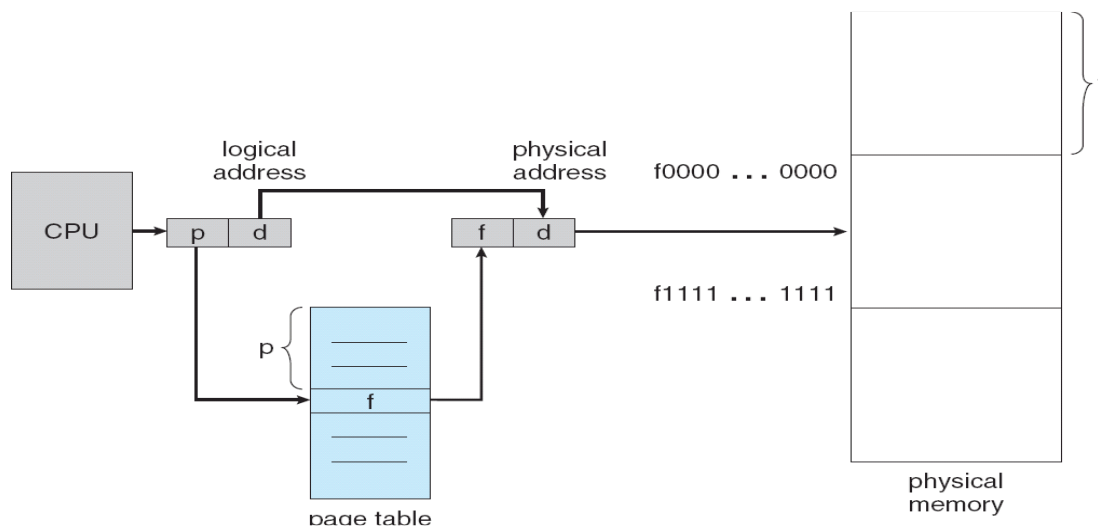 logical
address
physical
address
f0000 ... 0000
CPU
p
d
f
d
f1111 ... 1111
p
f
physical
memory
page table